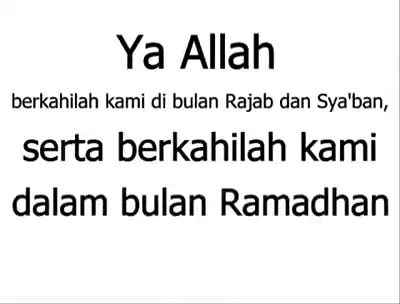 Ya Allah
berkahilah kami di bulan Rajab dan Sya'ban,
serta berkahilah kami
dalam bulan Ramadhan